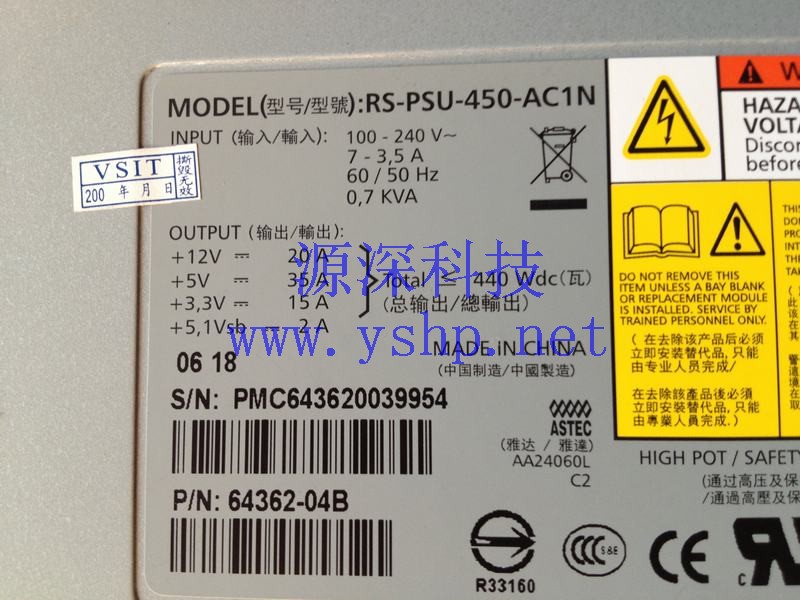 MODEL(型号/型號):RS-PSU-450-AC1N
INPUT (输入/輸入): 100 - 240 V~
7 - 3,5 A
60 / 50 Hz
0,7 KVA
VSIT
200 年 月 日
撕毁无效
OUTPUT (输出/輸出):
+12V 20 A
+5V 35 A
+3,3V 15 A
+5,1Vsb 2 A
Total ≤ 440 Wdc(瓦)
(总输出/總輸出)
源深科技
www.yshp.net
MADE iN CHINA
(中国制造/中國製造)
06 18
S/N: PMC643620039954
P/N: 64362-04B
ASTEC
(雅达 / 雅達)
AA24060L
C2
R33160
CCC S&E
CE
c
HAZA
VOLTA
Discon
before
DO NOT REMOVE THIS
ITEM UNLESS A BAY BLANK
OR REPLACEMENT MODULE
IS INSTALLED. SERVICE BY
TRAINED PERSONNEL ONLY.
( 在去除该产品后必须
立即安装替代品, 只能
由专业人员完成/
在去除該產品後必須
立即安裝替代品, 只能
由專業人員完成. )
HIGH POT / SAFETY
(通过高压及保
/通過高壓及保